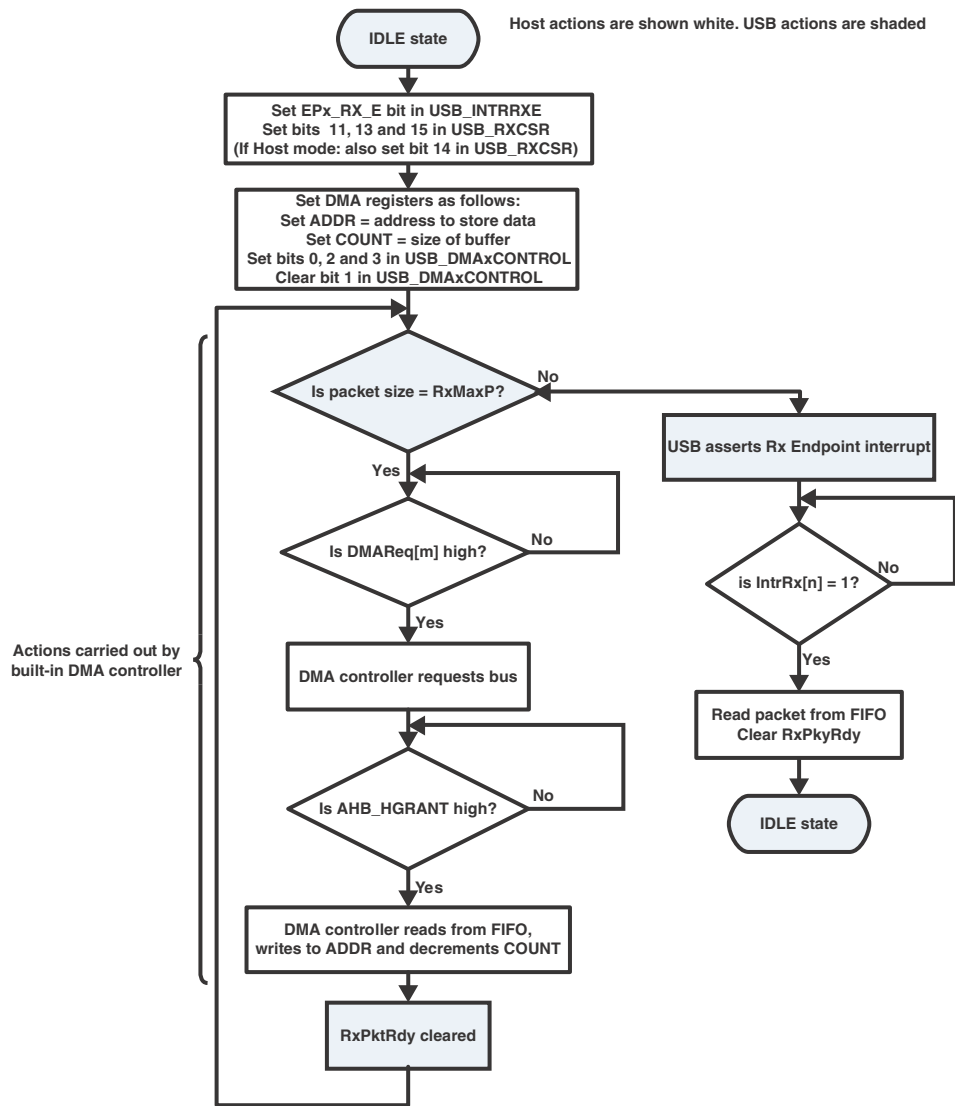 Host actions are shown white. USB actions are shaded
IDLE state
Set EPx_RX_E bit in USB_INTRRXE
Set bits 11, 13 and 15 in USB_RXCSR
(If Host mode: also set bit 14 in USB_RXCSR)
Set DMA registers as follows:
Set ADDR = address to store data
Set COUNT = size of buffer
Set bits 0, 2 and 3 in USB_DMAxCONTROL
Clear bit 1 in USB_DMAxCONTROL
Is packet size = RxMaxP?
No
Yes
USB asserts Rx Endpoint interrupt
Is DMAReq[m] high?
No
Yes
is IntrRx[n] = 1?
No
Yes
Actions carried out by
built-in DMA controller
DMA controller requests bus
Read packet from FIFO
Clear RxPkyRdy
Is AHB_HGRANT high?
No
Yes
IDLE state
DMA controller reads from FIFO,
writes to ADDR and decrements COUNT
RxPktRdy cleared